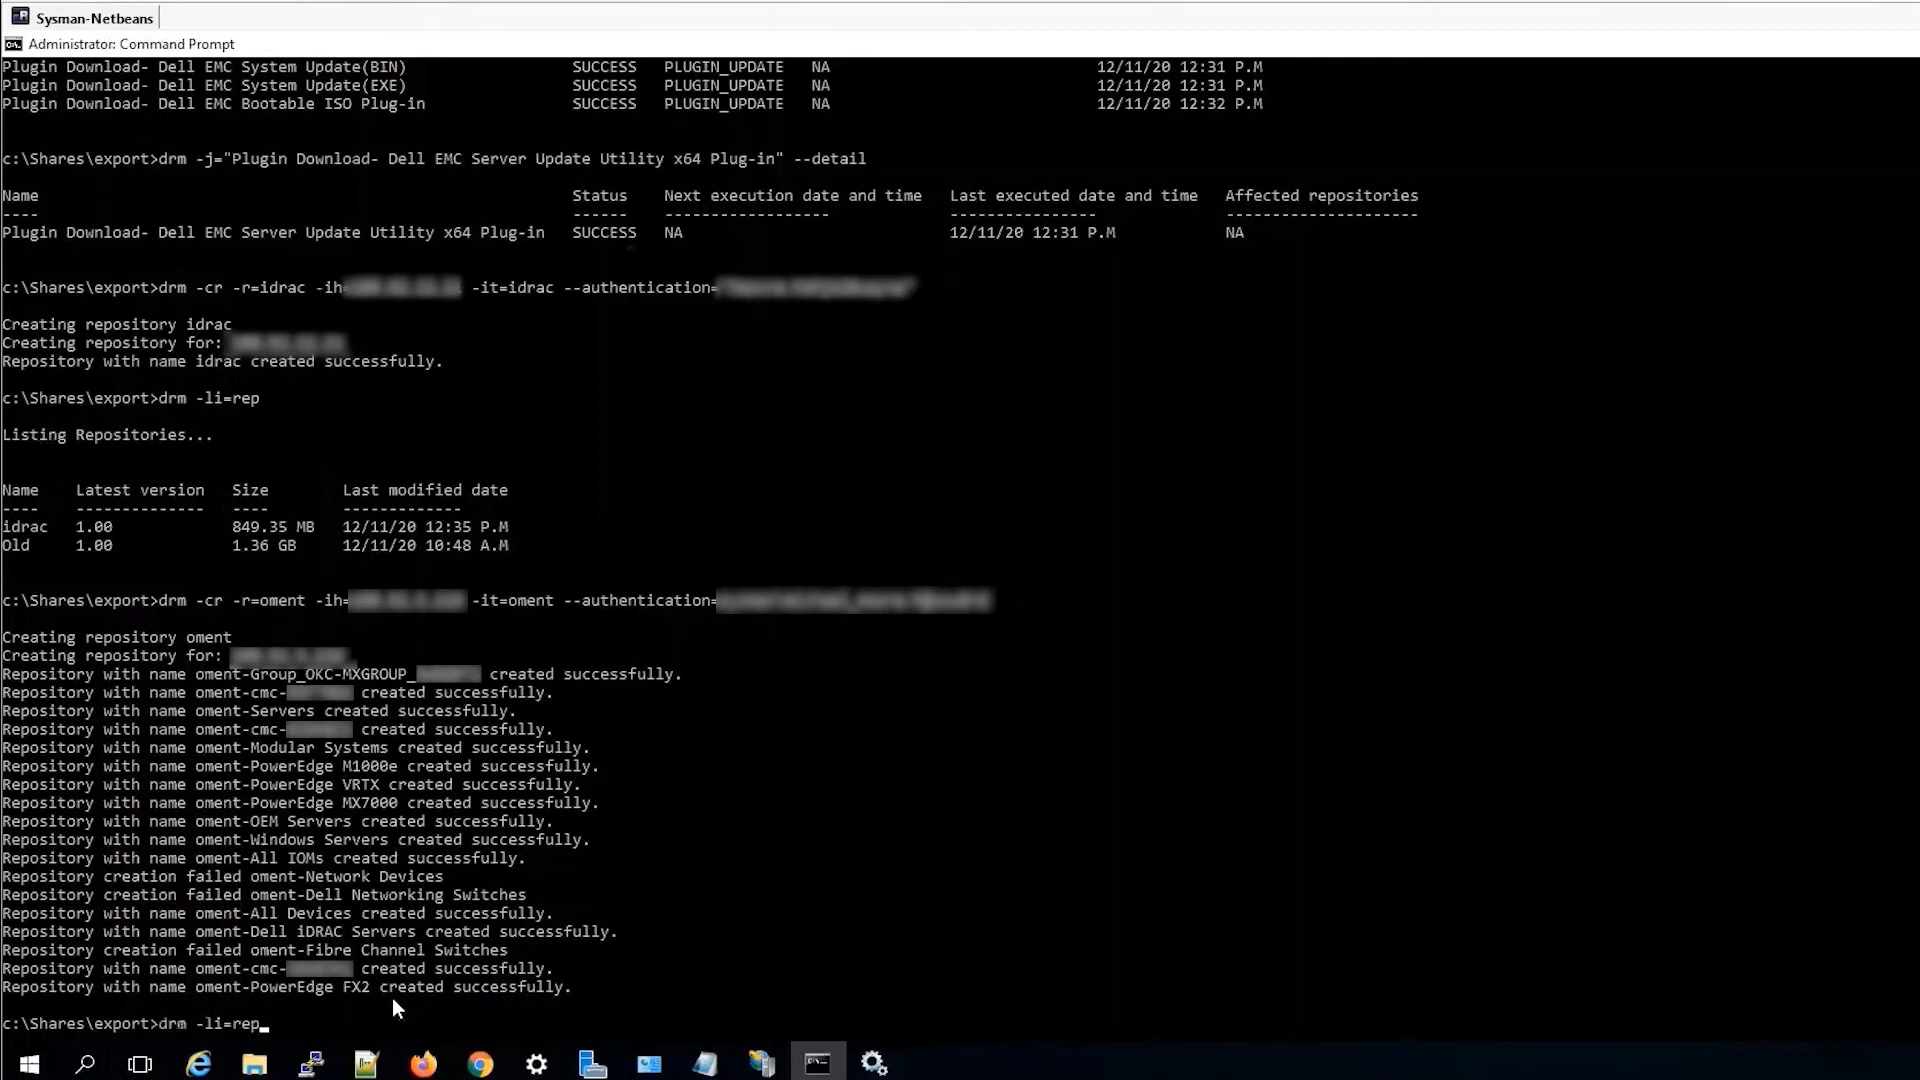 Sysman-Netbeans
Administrator: Command Prompt
Plugin Download- Dell EMC System Update(BIN) SUCCESS PLUGIN_UPDATE NA 12/11/20 12:31 P.M
Plugin Download- Dell EMC System Update(EXE) SUCCESS PLUGIN_UPDATE NA 12/11/20 12:31 P.M
Plugin Download- Dell EMC Bootable ISO Plug-in SUCCESS PLUGIN_UPDATE NA 12/11/20 12:32 P.M
c:\Shares\export>drm -j="Plugin Download- Dell EMC Server Update Utility x64 Plug-in" --detail
Name Status Next execution date and time Last executed date and time Affected repositories
---- ------ ------------------ ---------------- ---------------------
Plugin Download- Dell EMC Server Update Utility x64 Plug-in SUCCESS NA 12/11/20 12:31 P.M NA
c:\Shares\export>drm -cr -r=idrac -ih= -it=idrac --authentication=
Creating repository idrac
Creating repository for:
Repository with name idrac created successfully.
c:\Shares\export>drm -li=rep
Listing Repositories...
Name Latest version Size Last modified date
---- -------------- ---- -------------
idrac 1.00 849.35 MB 12/11/20 12:35 P.M
Old 1.00 1.36 GB 12/11/20 10:48 A.M
c:\Shares\export>drm -cr -r=oment -ih= -it=oment --authentication=
Creating repository oment
Creating repository for:
Repository with name oment-Group_OKC-MXGROUP_ created successfully.
Repository with name oment-cmc- created successfully.
Repository with name oment-Servers created successfully.
Repository with name oment-cmc- created successfully.
Repository with name oment-Modular Systems created successfully.
Repository with name oment-PowerEdge M1000e created successfully.
Repository with name oment-PowerEdge VRTX created successfully.
Repository with name oment-PowerEdge MX7000 created successfully.
Repository with name oment-OEM Servers created successfully.
Repository with name oment-Windows Servers created successfully.
Repository with name oment-All IOMs created successfully.
Repository creation failed oment-Network Devices
Repository creation failed oment-Dell Networking Switches
Repository with name oment-All Devices created successfully.
Repository with name oment-Dell iDRAC Servers created successfully.
Repository creation failed oment-Fibre Channel Switches
Repository with name oment-cmc- created successfully.
Repository with name oment-PowerEdge FX2 created successfully.
c:\Shares\export>drm -li=rep